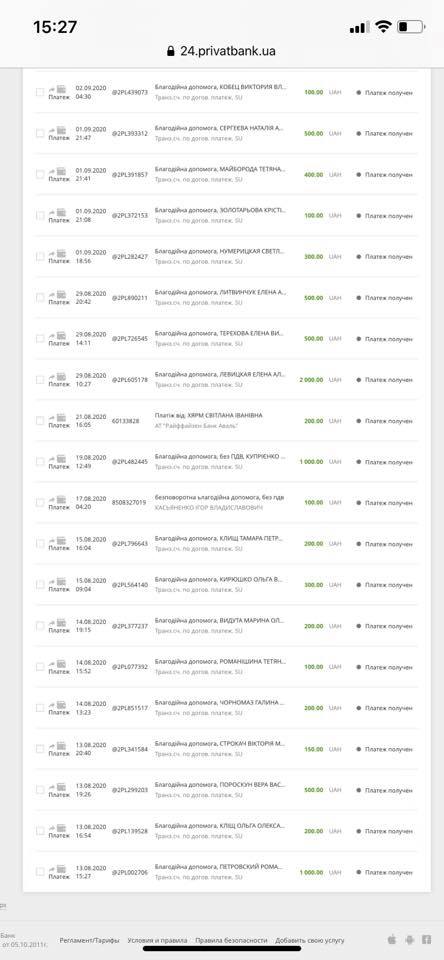 15:27
24.privatbank.ua
Платеж 02.09.2020 04:30 @2PL439073 Благодійна допомога, КОБЕЦ ВИКТОРИЯ ВЛ... Транз.сч. по догов. платеж, SU 100.00 UAH Платеж получен
Платеж 01.09.2020 21:47 @2PL393312 Благодійна допомога, СЕРГЕЄВА НАТАЛІЯ А... Транз.сч. по догов. платеж, SU 500.00 UAH Платеж получен
Платеж 01.09.2020 21:41 @2PL391857 Благодійна допомога, МАЙБОРОДА ТЕТЯНА... Транз.сч. по догов. платеж, SU 400.00 UAH Платеж получен
Платеж 01.09.2020 21:08 @2PL372153 Благодійна допомога, ЗОЛОТАРЬОВА КРІСТІ... Транз.сч. по догов. платеж, SU 100.00 UAH Платеж получен
Платеж 01.09.2020 18:56 @2PL282427 Благодійна допомога, НУМЕРИЦКАЯ СВЕТЛ... Транз.сч. по догов. платеж, SU 300.00 UAH Платеж получен
Платеж 29.08.2020 20:42 @2PL890211 Благодійна допомога, ЛИТВИНЧУК ЕЛЕНА А... Транз.сч. по догов. платеж, SU 500.00 UAH Платеж получен
Платеж 29.08.2020 14:11 @2PL726545 Благодійна допомога, ТЕРЕХОВА ЕЛЕНА ВИ... Транз.сч. по догов. платеж, SU 500.00 UAH Платеж получен
Платеж 29.08.2020 10:27 @2PL605178 Благодійна допомога, ЛЕВИЦКАЯ ЕЛЕНА АЛ... Транз.сч. по догов. платеж, SU 2 000.00 UAH Платеж получен
Платеж 21.08.2020 16:05 60133828 Платіж від: ХЯРМ СВІТЛАНА ІВАНІВНА АТ "Райффайзен Банк Аваль" 200.00 UAH Платеж получен
Платеж 19.08.2020 12:49 @2PL482445 Благодійна допомога, без ПДВ, КУПРІЄНКО ... Транз.сч. по догов. платеж, SU 1 000.00 UAH Платеж получен
Платеж 17.08.2020 04:20 8508327019 безповоротна ьлагодійна допомога, без пдв КАСЬЯНЕНКО ІГОР ВЛАДИСЛАВОВИЧ 100.00 UAH Платеж получен
Платеж 15.08.2020 16:04 @2PL796643 Благодійна допомога, КЛИЩ ТАМАРА ПЕТР... Транз.сч. по догов. платеж, SU 200.00 UAH Платеж получен
Платеж 15.08.2020 09:04 @2PL564140 Благодійна допомога, КИРЮШКО ОЛЬГА В... Транз.сч. по догов. платеж, SU 300.00 UAH Платеж получен
Платеж 14.08.2020 19:15 @2PL377237 Благодійна допомога, ВИДУТА МАРИНА ОЛ... Транз.сч. по догов. платеж, SU 200.00 UAH Платеж получен
Платеж 14.08.2020 15:52 @2PL077392 Благодійна допомога, РОМАНІШИНА ТЕТЯН... Транз.сч. по догов. платеж, SU 100.00 UAH Платеж получен
Платеж 14.08.2020 13:23 @2PL851517 Благодійна допомога, ЧОРНОМАЗ ГАЛИНА ... Транз.сч. по догов. платеж, SU 200.00 UAH Платеж получен
Платеж 13.08.2020 20:40 @2PL341584 Благодійна допомога, СТРОКАЧ ВІКТОРІЯ М... Транз.сч. по догов. платеж, SU 150.00 UAH Платеж получен
Платеж 13.08.2020 19:26 @2PL299203 Благодійна допомога, ПОРОСКУН ВЕРА ВАС... Транз.сч. по догов. платеж, SU 500.00 UAH Платеж получен
Платеж 13.08.2020 16:54 @2PL139528 Благодійна допомога, КЛІЩ ОЛЬГА ОЛЕКСА... Транз.сч. по догов. платеж, SU 200.00 UAH Платеж получен
Платеж 13.08.2020 15:27 @2PL002706 Благодійна допомога, ПЕТРОВСКИЙ РОМА... Транз.сч. по догов. платеж, SU 1 000.00 UAH Платеж получен
Банк
от 05.10.2011г. Регламент/Тарифы Условия и правила Правила безопасности Добавить свою услугу